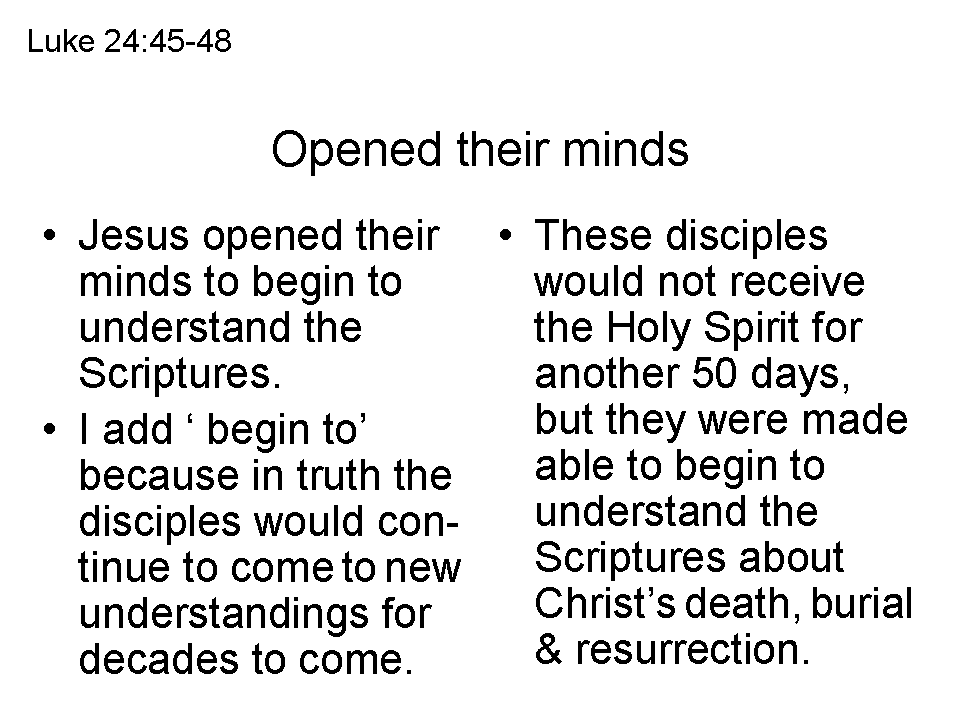 Luke 24:45-48
Opened their minds
• Jesus opened their
minds to begin to
understand the
Scriptures.
• I add ‘ begin to’
because in truth the
disciples would con-
tinue to come to new
understandings for
decades to come.
• These disciples
would not receive
the Holy Spirit for
another 50 days,
but they were made
able to begin to
understand the
Scriptures about
Christ’s death, burial
& resurrection.